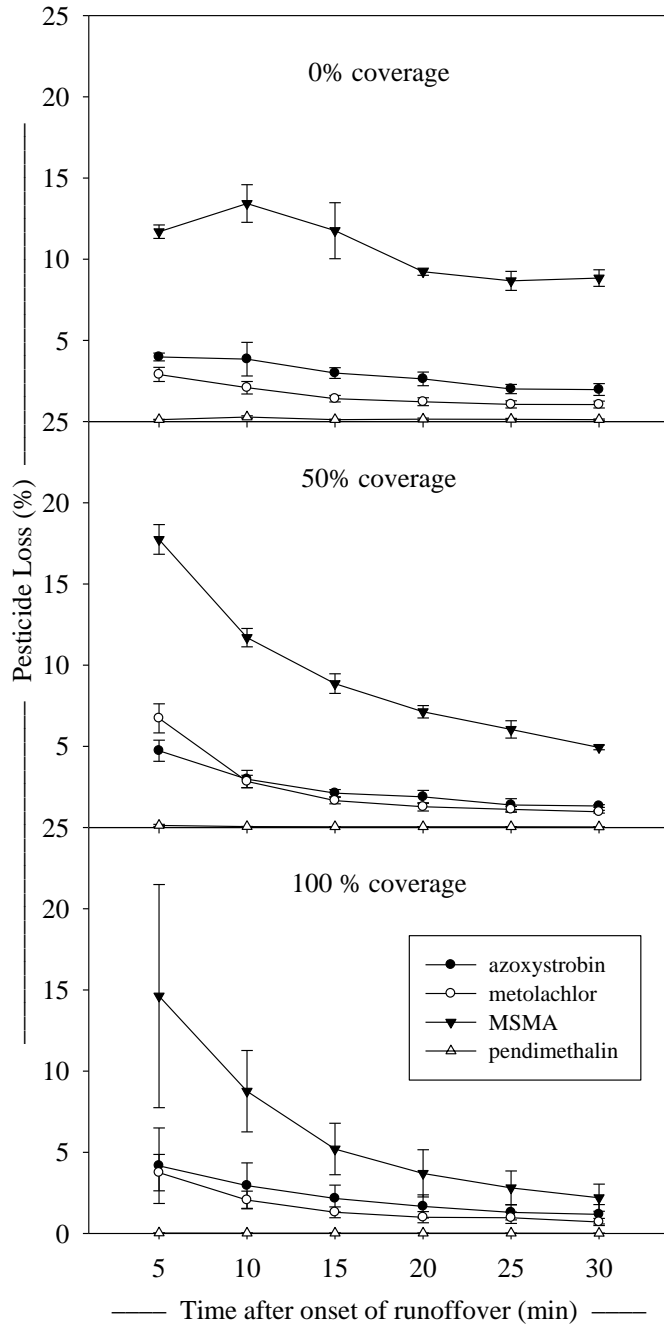 25
0% coverage
20
15
10
5
25
50% coverage
20
15
10
5
25
100 % coverage
20
15
10
5
0
azoxystrobin
metolachlor
MSMA
pendimethalin
Pesticide Loss (%)
5 10 15 20 25 30
Time after onset of runoffover (min)